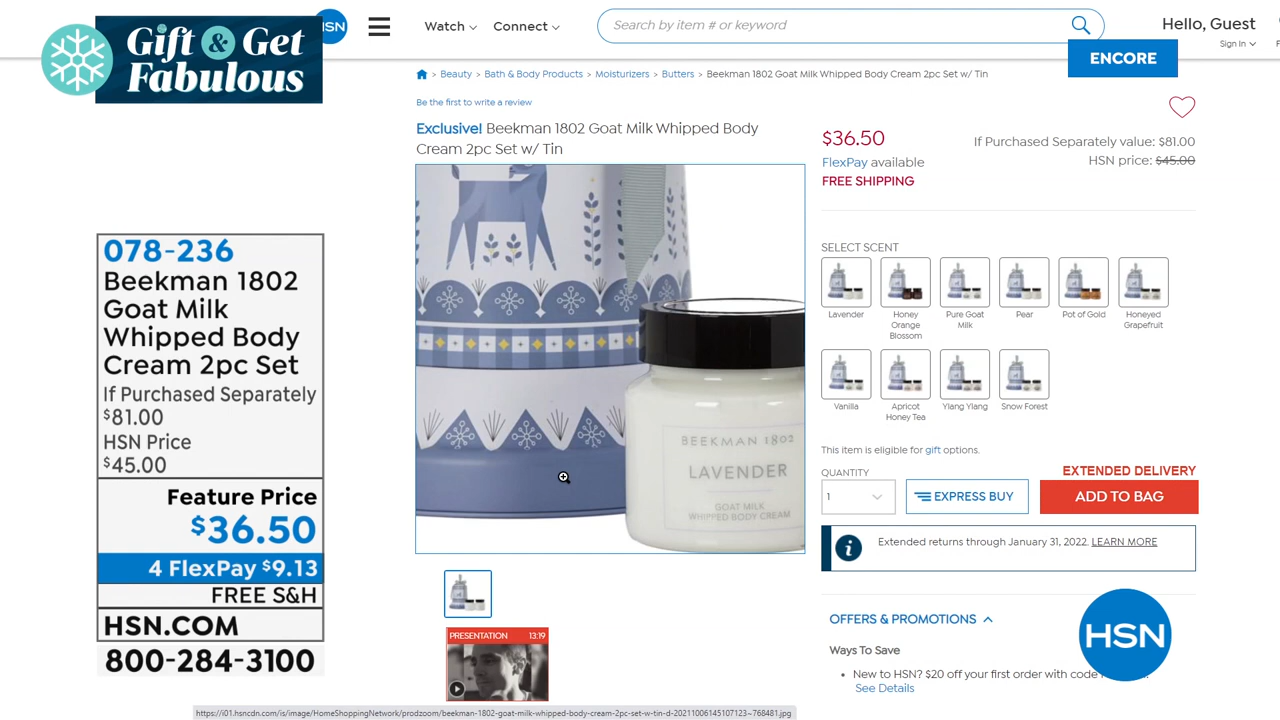 Gift & Get
Fabulous
HSN
Watch
Connect
Search by item # or keyword
Hello, Guest
Sign In
ENCORE
> Beauty > Bath & Body Products > Moisturizers > Butters > Beekman 1802 Goat Milk Whipped Body Cream 2pc Set w/ Tin
Be the first to write a review
Exclusive! Beekman 1802 Goat Milk Whipped Body
Cream 2pc Set w/ Tin
BEEKMAN 1802
LAVENDER
GOAT MILK
WHIPPED BODY CREAM
PRESENTATION 13:19
$36.50
If Purchased Separately value: $81.00
HSN price: $45.00
FlexPay available
FREE SHIPPING
SELECT SCENT
Lavender
Honey
Orange
Blossom
Pure Goat
Milk
Pear
Pot of Gold
Honeyed
Grapefruit
Vanilla
Apricot
Honey Tea
Ylang Ylang
Snow Forest
This item is eligible for gift options.
QUANTITY
1
EXPRESS BUY
EXTENDED DELIVERY
ADD TO BAG
Extended returns through January 31, 2022. LEARN MORE
OFFERS & PROMOTIONS
Ways To Save
New to HSN? $20 off your first order with code
See Details
HSN
078-236
Beekman 1802
Goat Milk
Whipped Body
Cream 2pc Set
If Purchased Separately
$81.00
HSN Price
$45.00
Feature Price
$36.50
4 FlexPay $9.13
FREE S&H
HSN.COM
800-284-3100
https://i01.hsncdn.com/is/image/HomeShoppingNetwork/prodzoom/beekman-1802-goat-milk-whipped-body-cream-2pc-set-w-tin-d-20211006145107123~768481.jpg